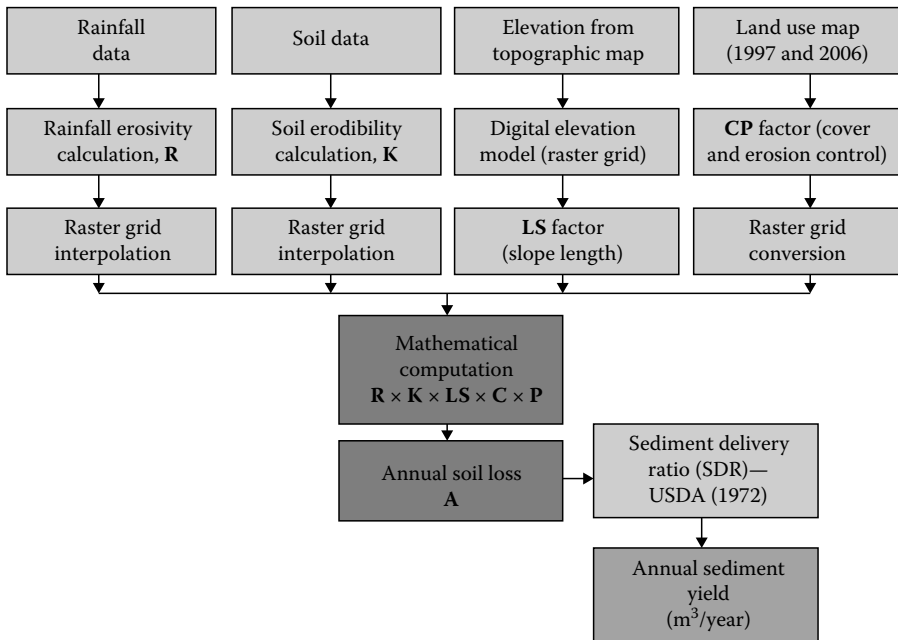 Rainfall
data
Soil data
Elevation from
topographic map
Land use map
(1997 and 2006)
Rainfall erosivity
calculation, R
Soil erodibility
calculation, K
Digital elevation
model (raster grid)
CP factor (cover
and erosion control)
Raster grid
interpolation
Raster grid
interpolation
LS factor
(slope length)
Raster grid
conversion
Mathematical
computation
R × K × LS × C × P
Annual soil loss
A
Sediment delivery
ratio (SDR)—
USDA (1972)
Annual sediment
yield
(m³/year)